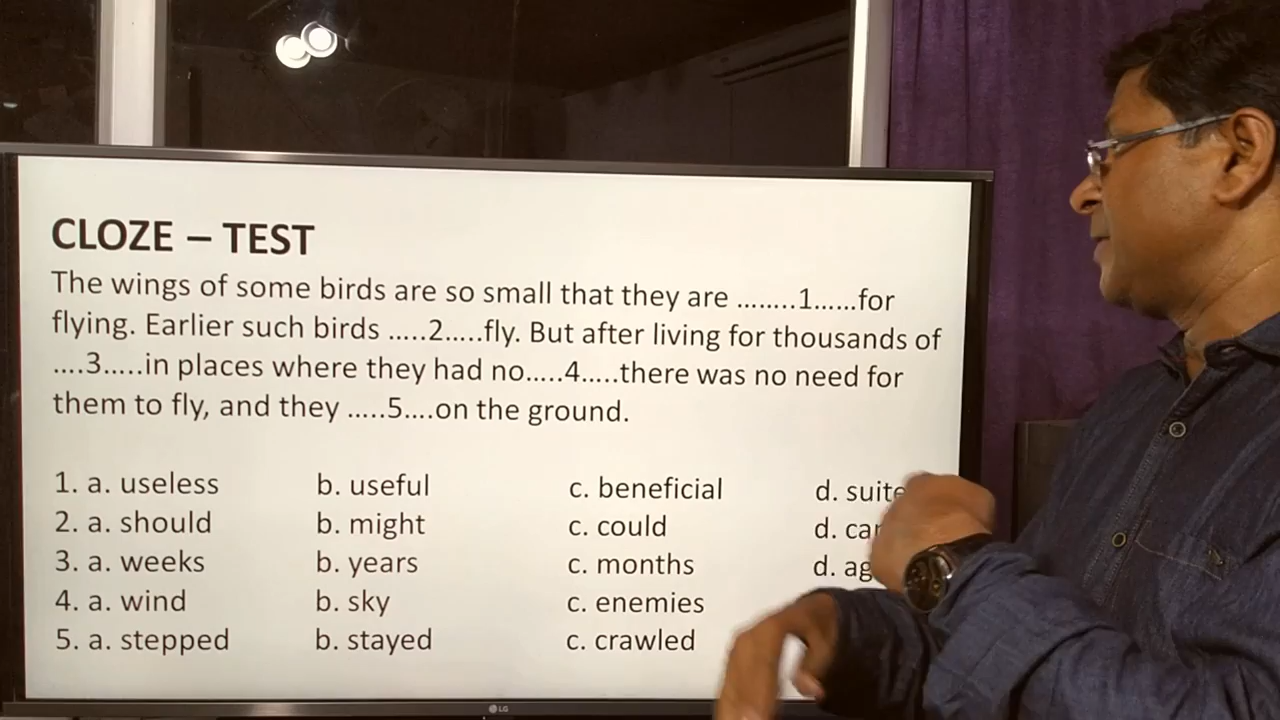 CLOZE – TEST
The wings of some birds are so small that they are ........1......for
flying. Earlier such birds .....2.....fly. But after living for thousands of
....3.....in places where they had no.....4.....there was no need for
them to fly, and they .....5....on the ground.
1. a. useless b. useful c. beneficial d.
2. a. should b. might c. could d.
3. a. weeks b. years c. months d.
4. a. wind b. sky c. enemies
5. a. stepped b. stayed c. crawled
LG